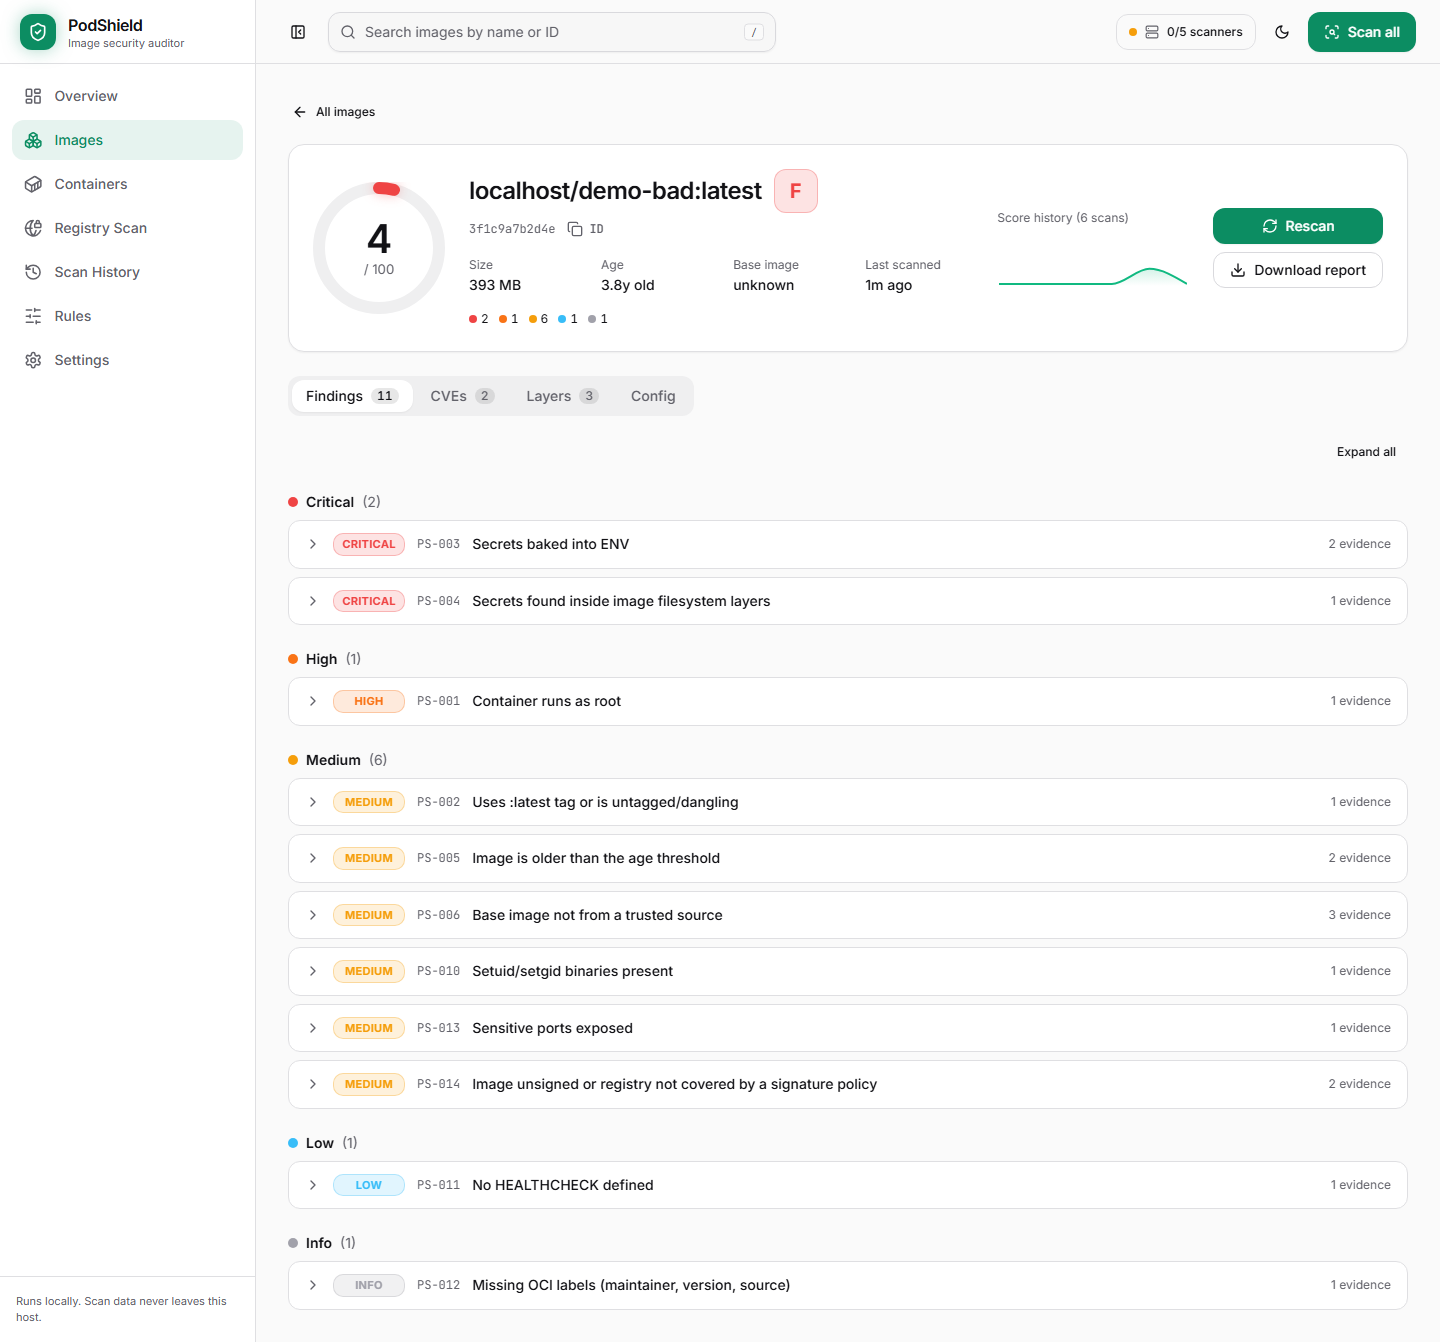 PodShield
Image security auditor
Search images by name or ID
/
0/5 scanners
Scan all
Overview
Images
Containers
Registry Scan
Scan History
Rules
Settings
Runs locally. Scan data never leaves this
host.
All images
4
/ 100
localhost/demo-bad:latest
F
3f1c9a7b2d4e
ID
Size
393 MB
Age
3.8y old
Base image
unknown
Last scanned
1m ago
2 1 6 1 1
Score history (6 scans)
Rescan
Download report
Findings 11
CVEs 2
Layers 3
Config
Expand all
Critical (2)
CRITICAL PS-003 Secrets baked into ENV 2 evidence
CRITICAL PS-004 Secrets found inside image filesystem layers 1 evidence
High (1)
HIGH PS-001 Container runs as root 1 evidence
Medium (6)
MEDIUM PS-002 Uses :latest tag or is untagged/dangling 1 evidence
MEDIUM PS-005 Image is older than the age threshold 2 evidence
MEDIUM PS-006 Base image not from a trusted source 3 evidence
MEDIUM PS-010 Setuid/setgid binaries present 1 evidence
MEDIUM PS-013 Sensitive ports exposed 1 evidence
MEDIUM PS-014 Image unsigned or registry not covered by a signature policy 2 evidence
Low (1)
LOW PS-011 No HEALTHCHECK defined 1 evidence
Info (1)
INFO PS-012 Missing OCI labels (maintainer, version, source) 1 evidence